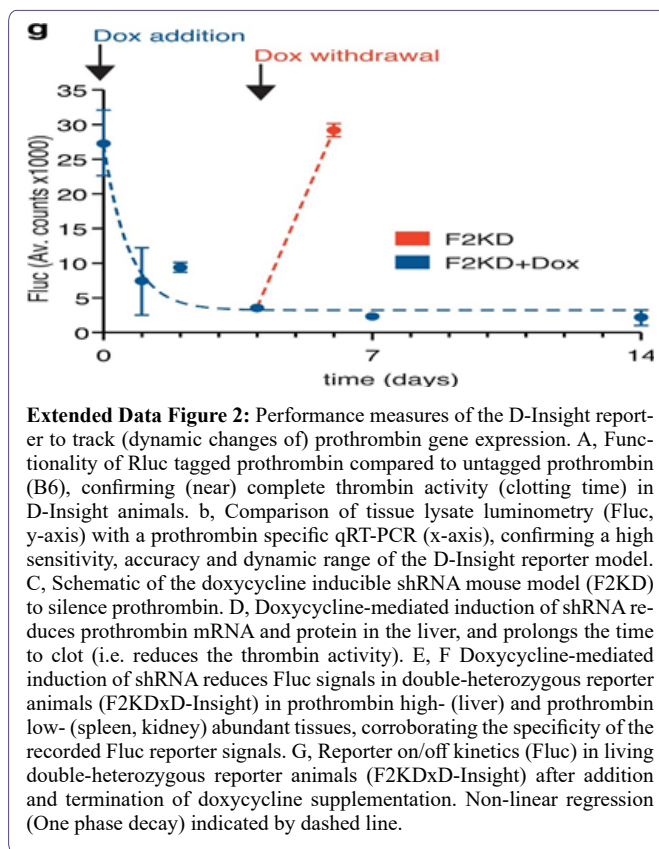 g
Dox addition
Dox withdrawal
35
30
25
20
15
10
5
0
Fluc (Av. counts x1000)
F2KD
F2KD+Dox
0
7
14
time (days)
Extended Data Figure 2: Performance measures of the D-Insight report-
er to track (dynamic changes of) prothrombin gene expression. A, Func-
tionality of Rluc tagged prothrombin compared to untagged prothrombin
(B6), confirming (near) complete thrombin activity (clotting time) in
D-Insight animals. b, Comparison of tissue lysate luminometry (Fluc,
y-axis) with a prothrombin specific qRT-PCR (x-axis), confirming a high
sensitivity, accuracy and dynamic range of the D-Insight reporter model.
C, Schematic of the doxycycline inducible shRNA mouse model (F2KD)
to silence prothrombin. D, Doxycycline-mediated induction of shRNA re-
duces prothrombin mRNA and protein in the liver, and prolongs the time
to clot (i.e. reduces the thrombin activity). E, F Doxycycline-mediated
induction of shRNA reduces Fluc signals in double-heterozygous reporter
animals (F2KDxD-Insight) in prothrombin high- (liver) and prothrombin
low- (spleen, kidney) abundant tissues, corroborating the specificity of the
recorded Fluc reporter signals. G, Reporter on/off kinetics (Fluc) in living
double-heterozygous reporter animals (F2KDxD-Insight) after addition
and termination of doxycycline supplementation. Non-linear regression
(One phase decay) indicated by dashed line.